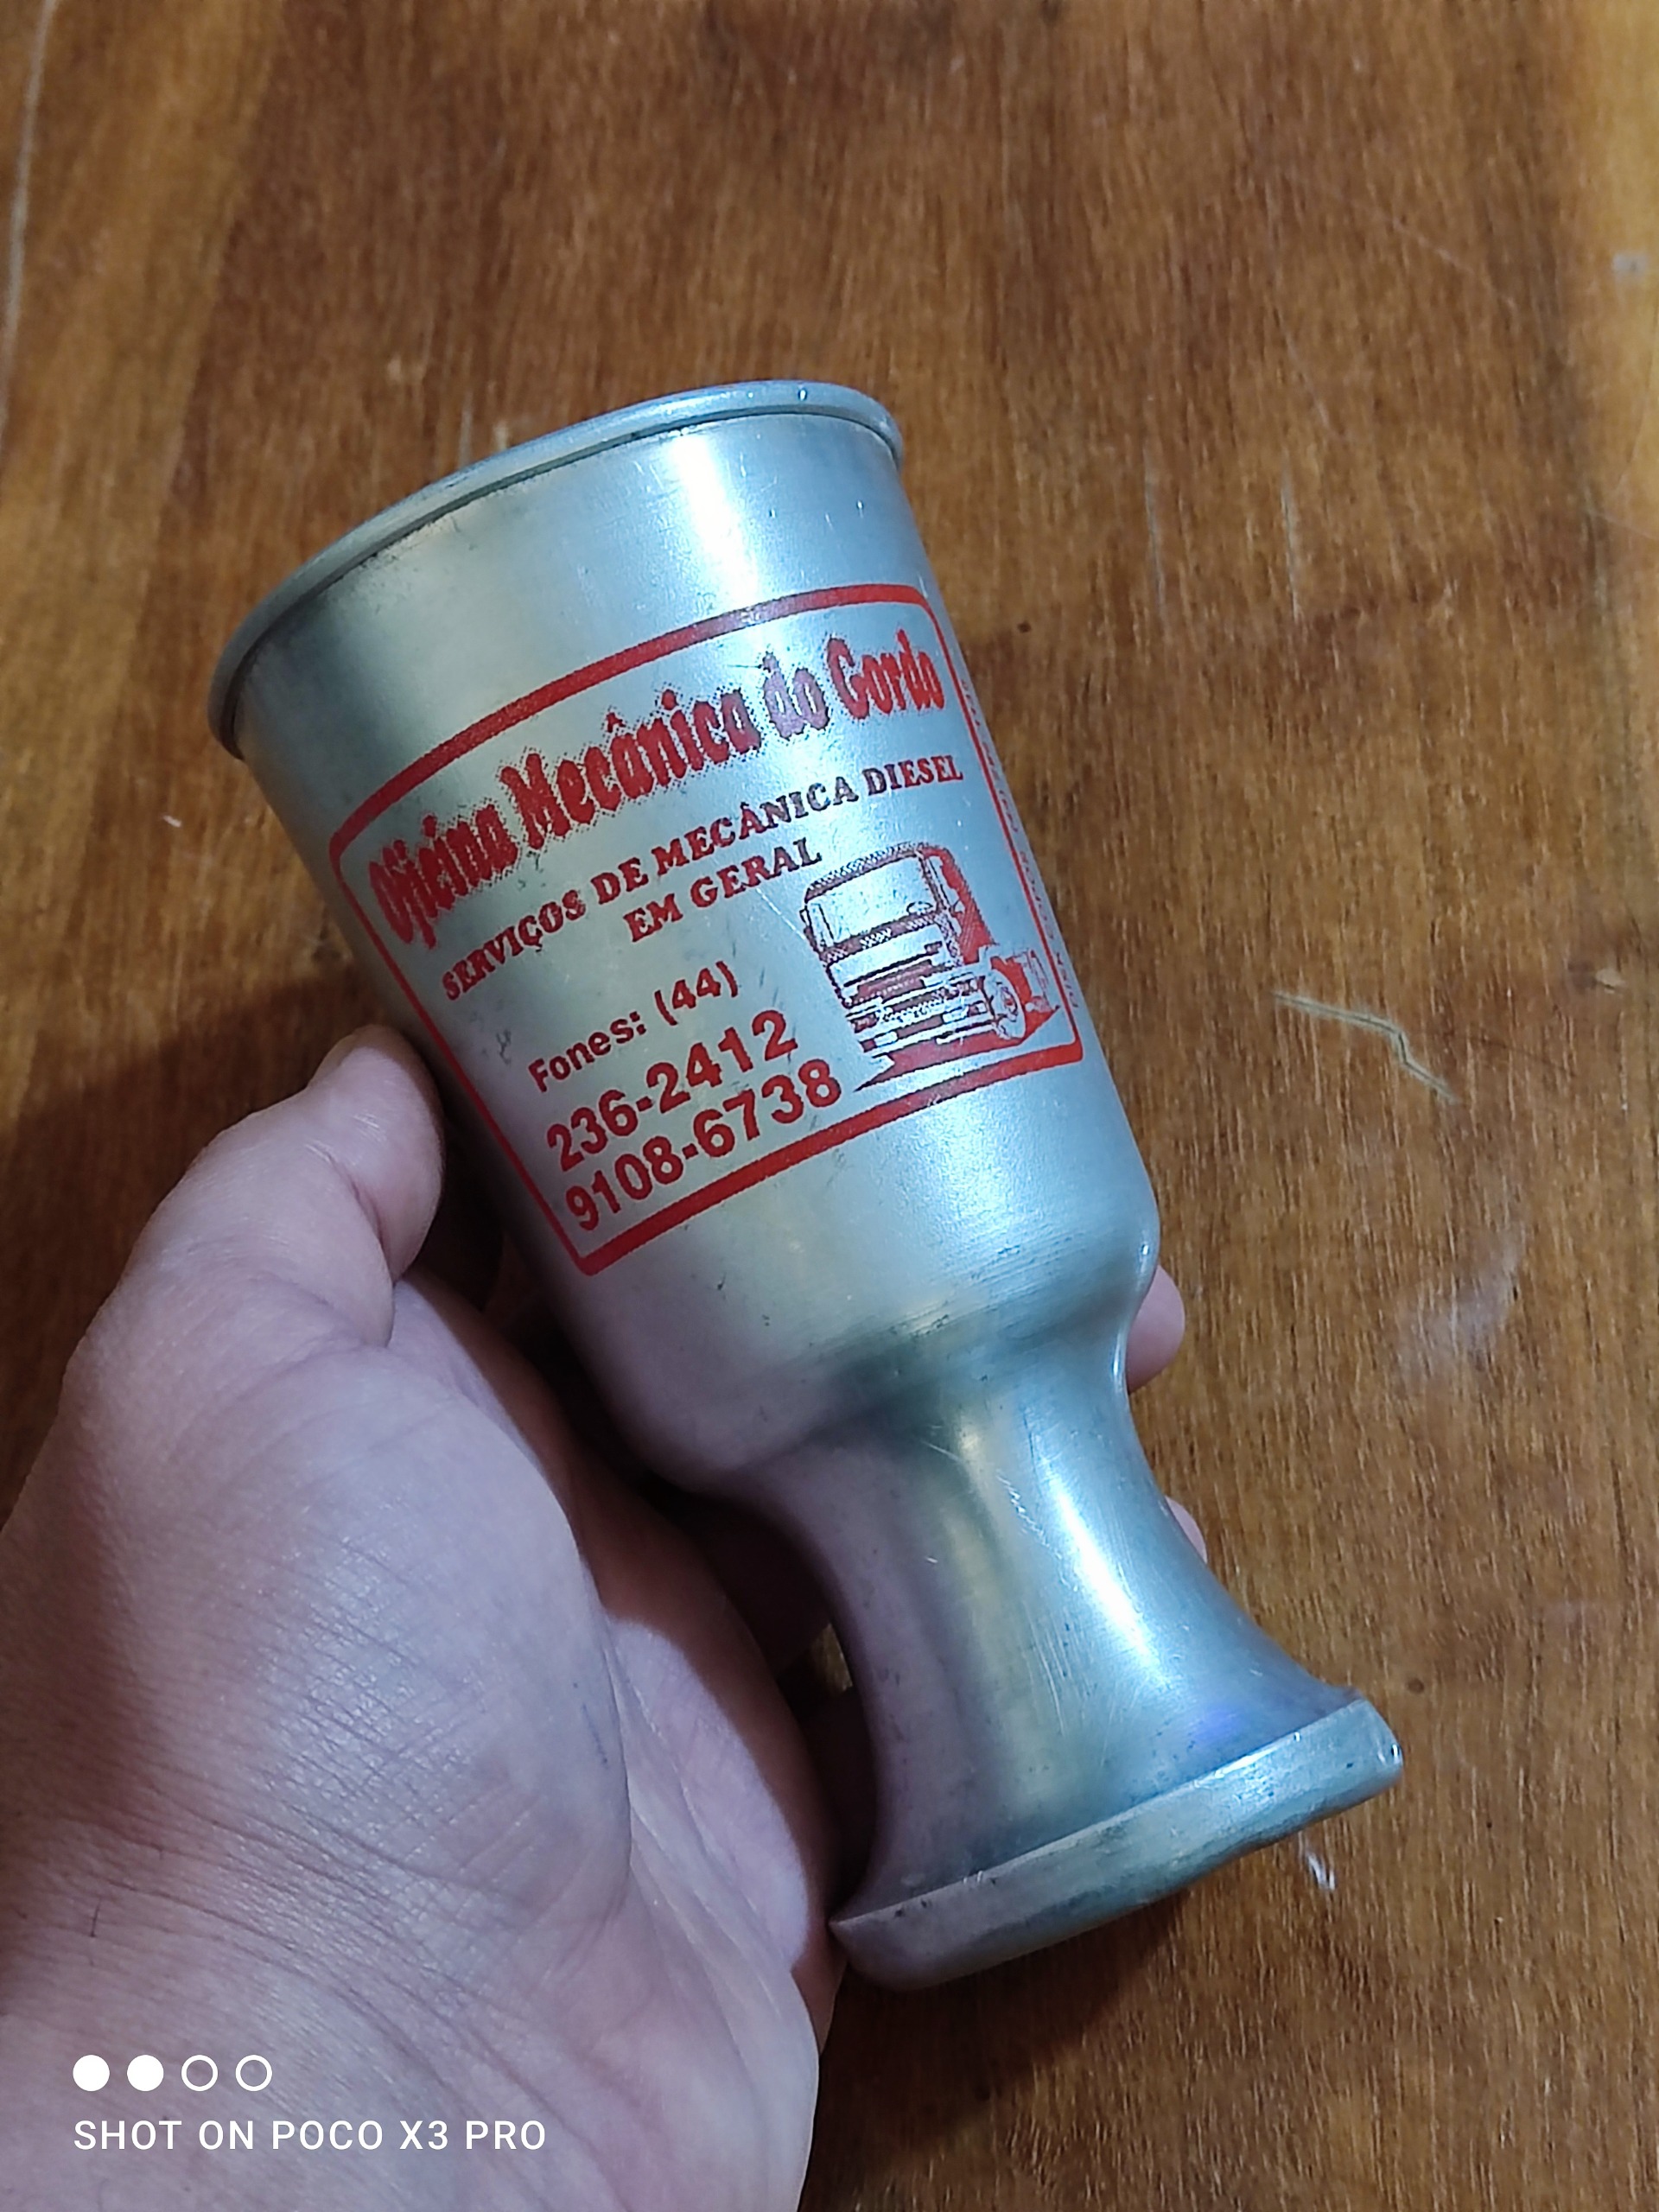 Oficina Mecânica do Gordo
SERVIÇOS DE MECÂNICA DIESEL
EM GERAL
Fones: (44)
236-2412
9108-6738
SHOT ON POCO X3 PRO